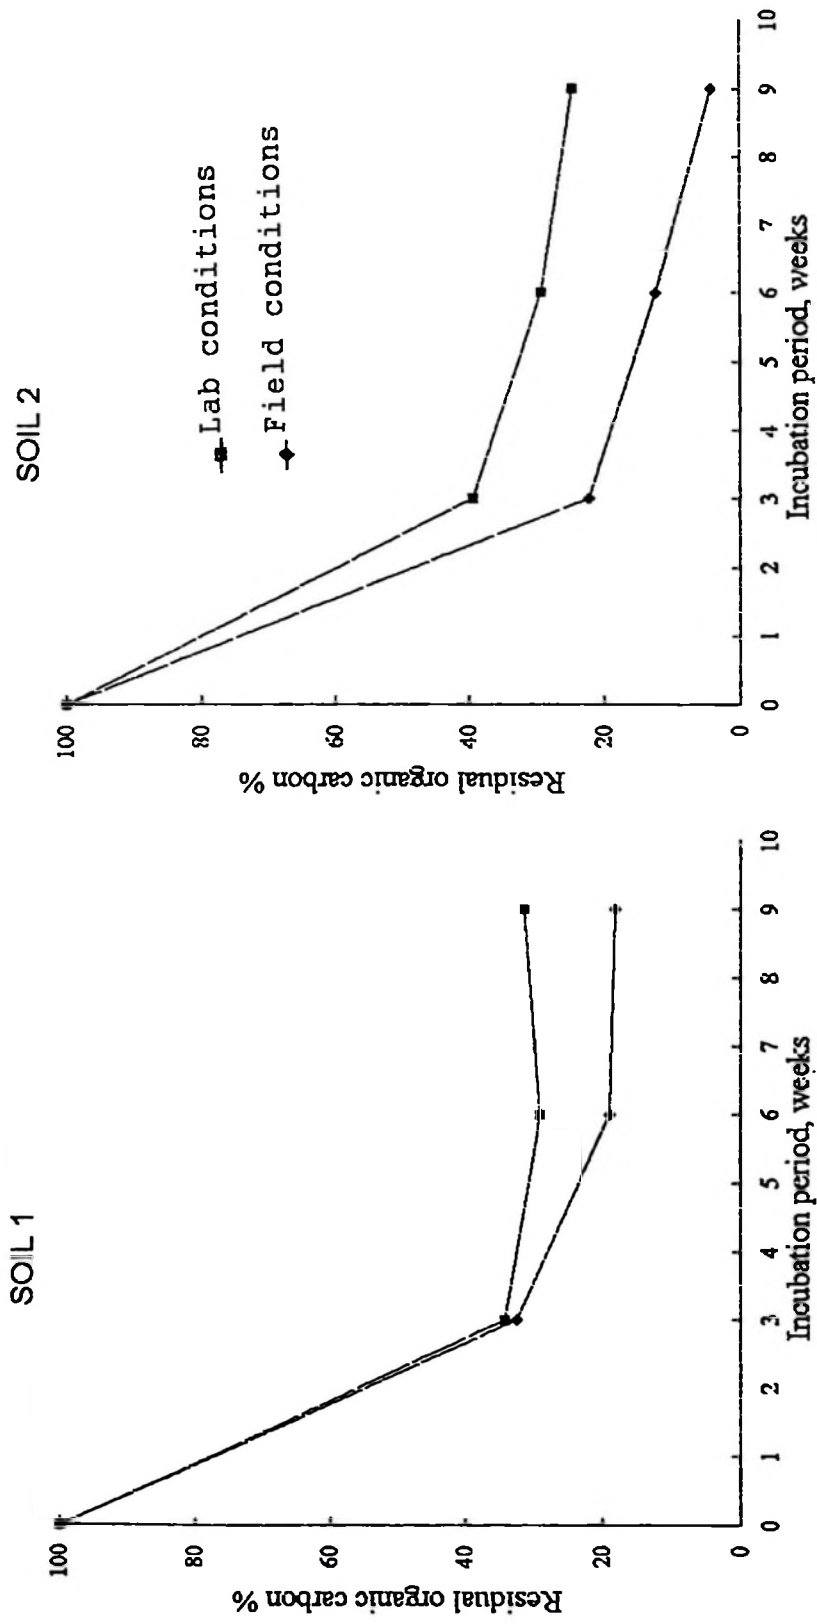 SOIL 1
Residual organic carbon %
100
80
60
40
20
0
0 1 2 3 4 5 6 7 8 9 10
Incubation period, weeks
SOIL 2
Lab conditions
Field conditions
Residual organic carbon %
100
80
60
40
20
0
0 1 2 3 4 5 6 7 8 9 10
Incubation period, weeks